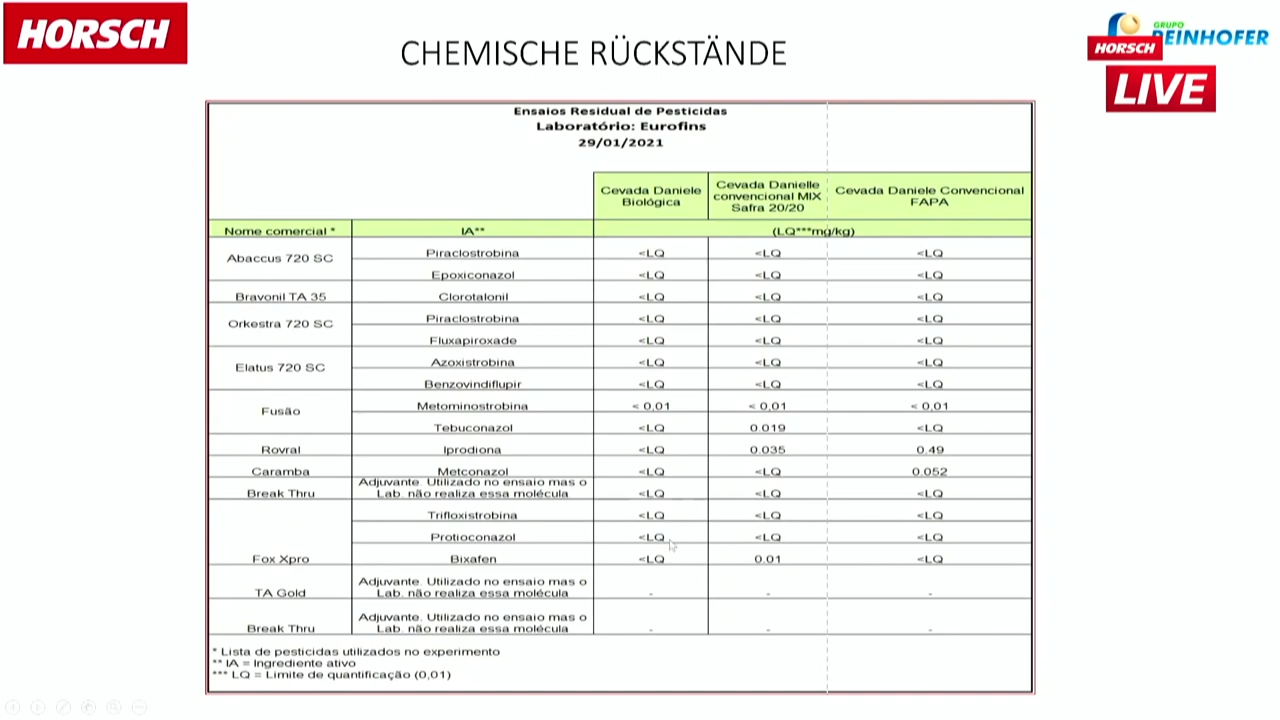 HORSCH
CHEMISCHE RÜCKSTÄNDE
GRUPO
REINHOFER
HORSCH
LIVE
Ensaios Residual de Pesticidas
Laboratório: Eurofins
29/01/2021
Cevada Daniele Biológica
Cevada Danielle convencional MIX Safra 20/20
Cevada Daniele Convencional FAPA
Nome comercial * IA** (LQ***mg/kg)
Abaccus 720 SC Piraclostrobina <LQ <LQ <LQ
Epoxiconazol <LQ <LQ <LQ
Bravonil TA 35 Clorotalonil <LQ <LQ <LQ
Orkestra 720 SC Piraclostrobina <LQ <LQ <LQ
Fluxapiroxade <LQ <LQ <LQ
Elatus 720 SC Azoxistrobina <LQ <LQ <LQ
Benzovindiflupir <LQ <LQ <LQ
Fusão Metominostrobina < 0,01 < 0,01 < 0,01
Tebuconazol <LQ 0.019 <LQ
Rovral Iprodiona <LQ 0.035 0.49
Caramba Metconazol <LQ <LQ 0.052
Break Thru Adjuvante. Utilizado no ensaio mas o Lab. não realiza essa molécula <LQ <LQ <LQ
Trifloxistrobina <LQ <LQ <LQ
Protioconazol <LQ <LQ <LQ
Fox Xpro Bixafen <LQ 0.01 <LQ
TA Gold Adjuvante. Utilizado no ensaio mas o Lab. não realiza essa molécula - - -
Break Thru Adjuvante. Utilizado no ensaio mas o Lab. não realiza essa molécula - - -
* Lista de pesticidas utilizados no experimento
** IA = Ingrediente ativo
*** LQ = Limite de quantificação (0,01)